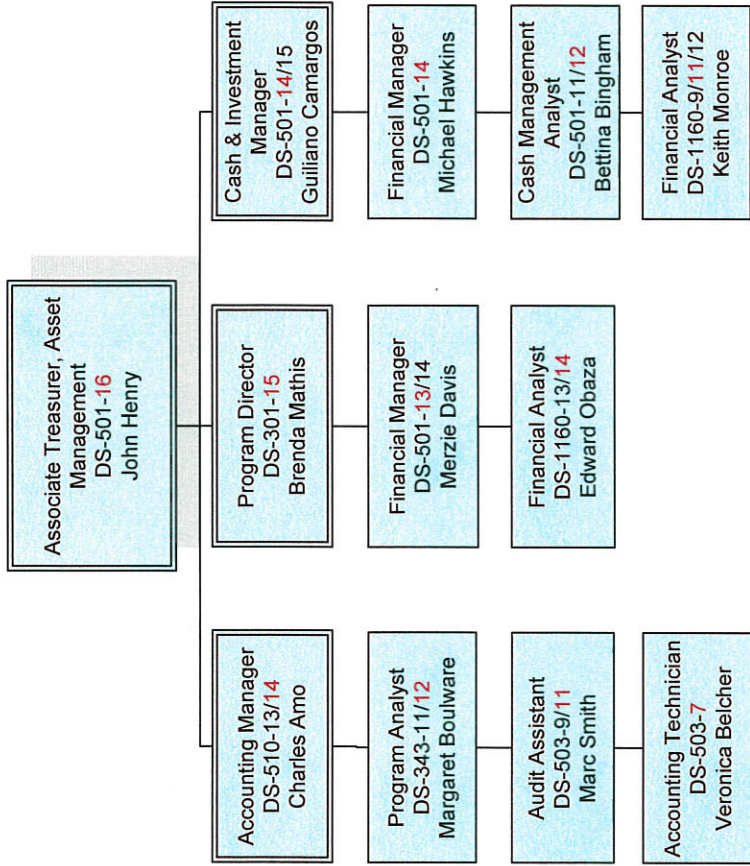 Associate Treasurer, Asset
Management
DS-501-16
John Henry
Accounting Manager
DS-510-13/14
Charles Amo
Program Analyst
DS-343-11/12
Margaret Boulware
Audit Assistant
DS-503-9/11
Marc Smith
Accounting Technician
DS-503-7
Veronica Belcher
Program Director
DS-301-15
Brenda Mathis
Financial Manager
DS-501-13/14
Merzie Davis
Financial Analyst
DS-1160-13/14
Edward Obaza
Cash & Investment
Manager
DS-501-14/15
Guiliano Camargos
Financial Manager
DS-501-14
Michael Hawkins
Cash Management
Analyst
DS-501-11/12
Bettina Bingham
Financial Analyst
DS-1160-9/11/12
Keith Monroe